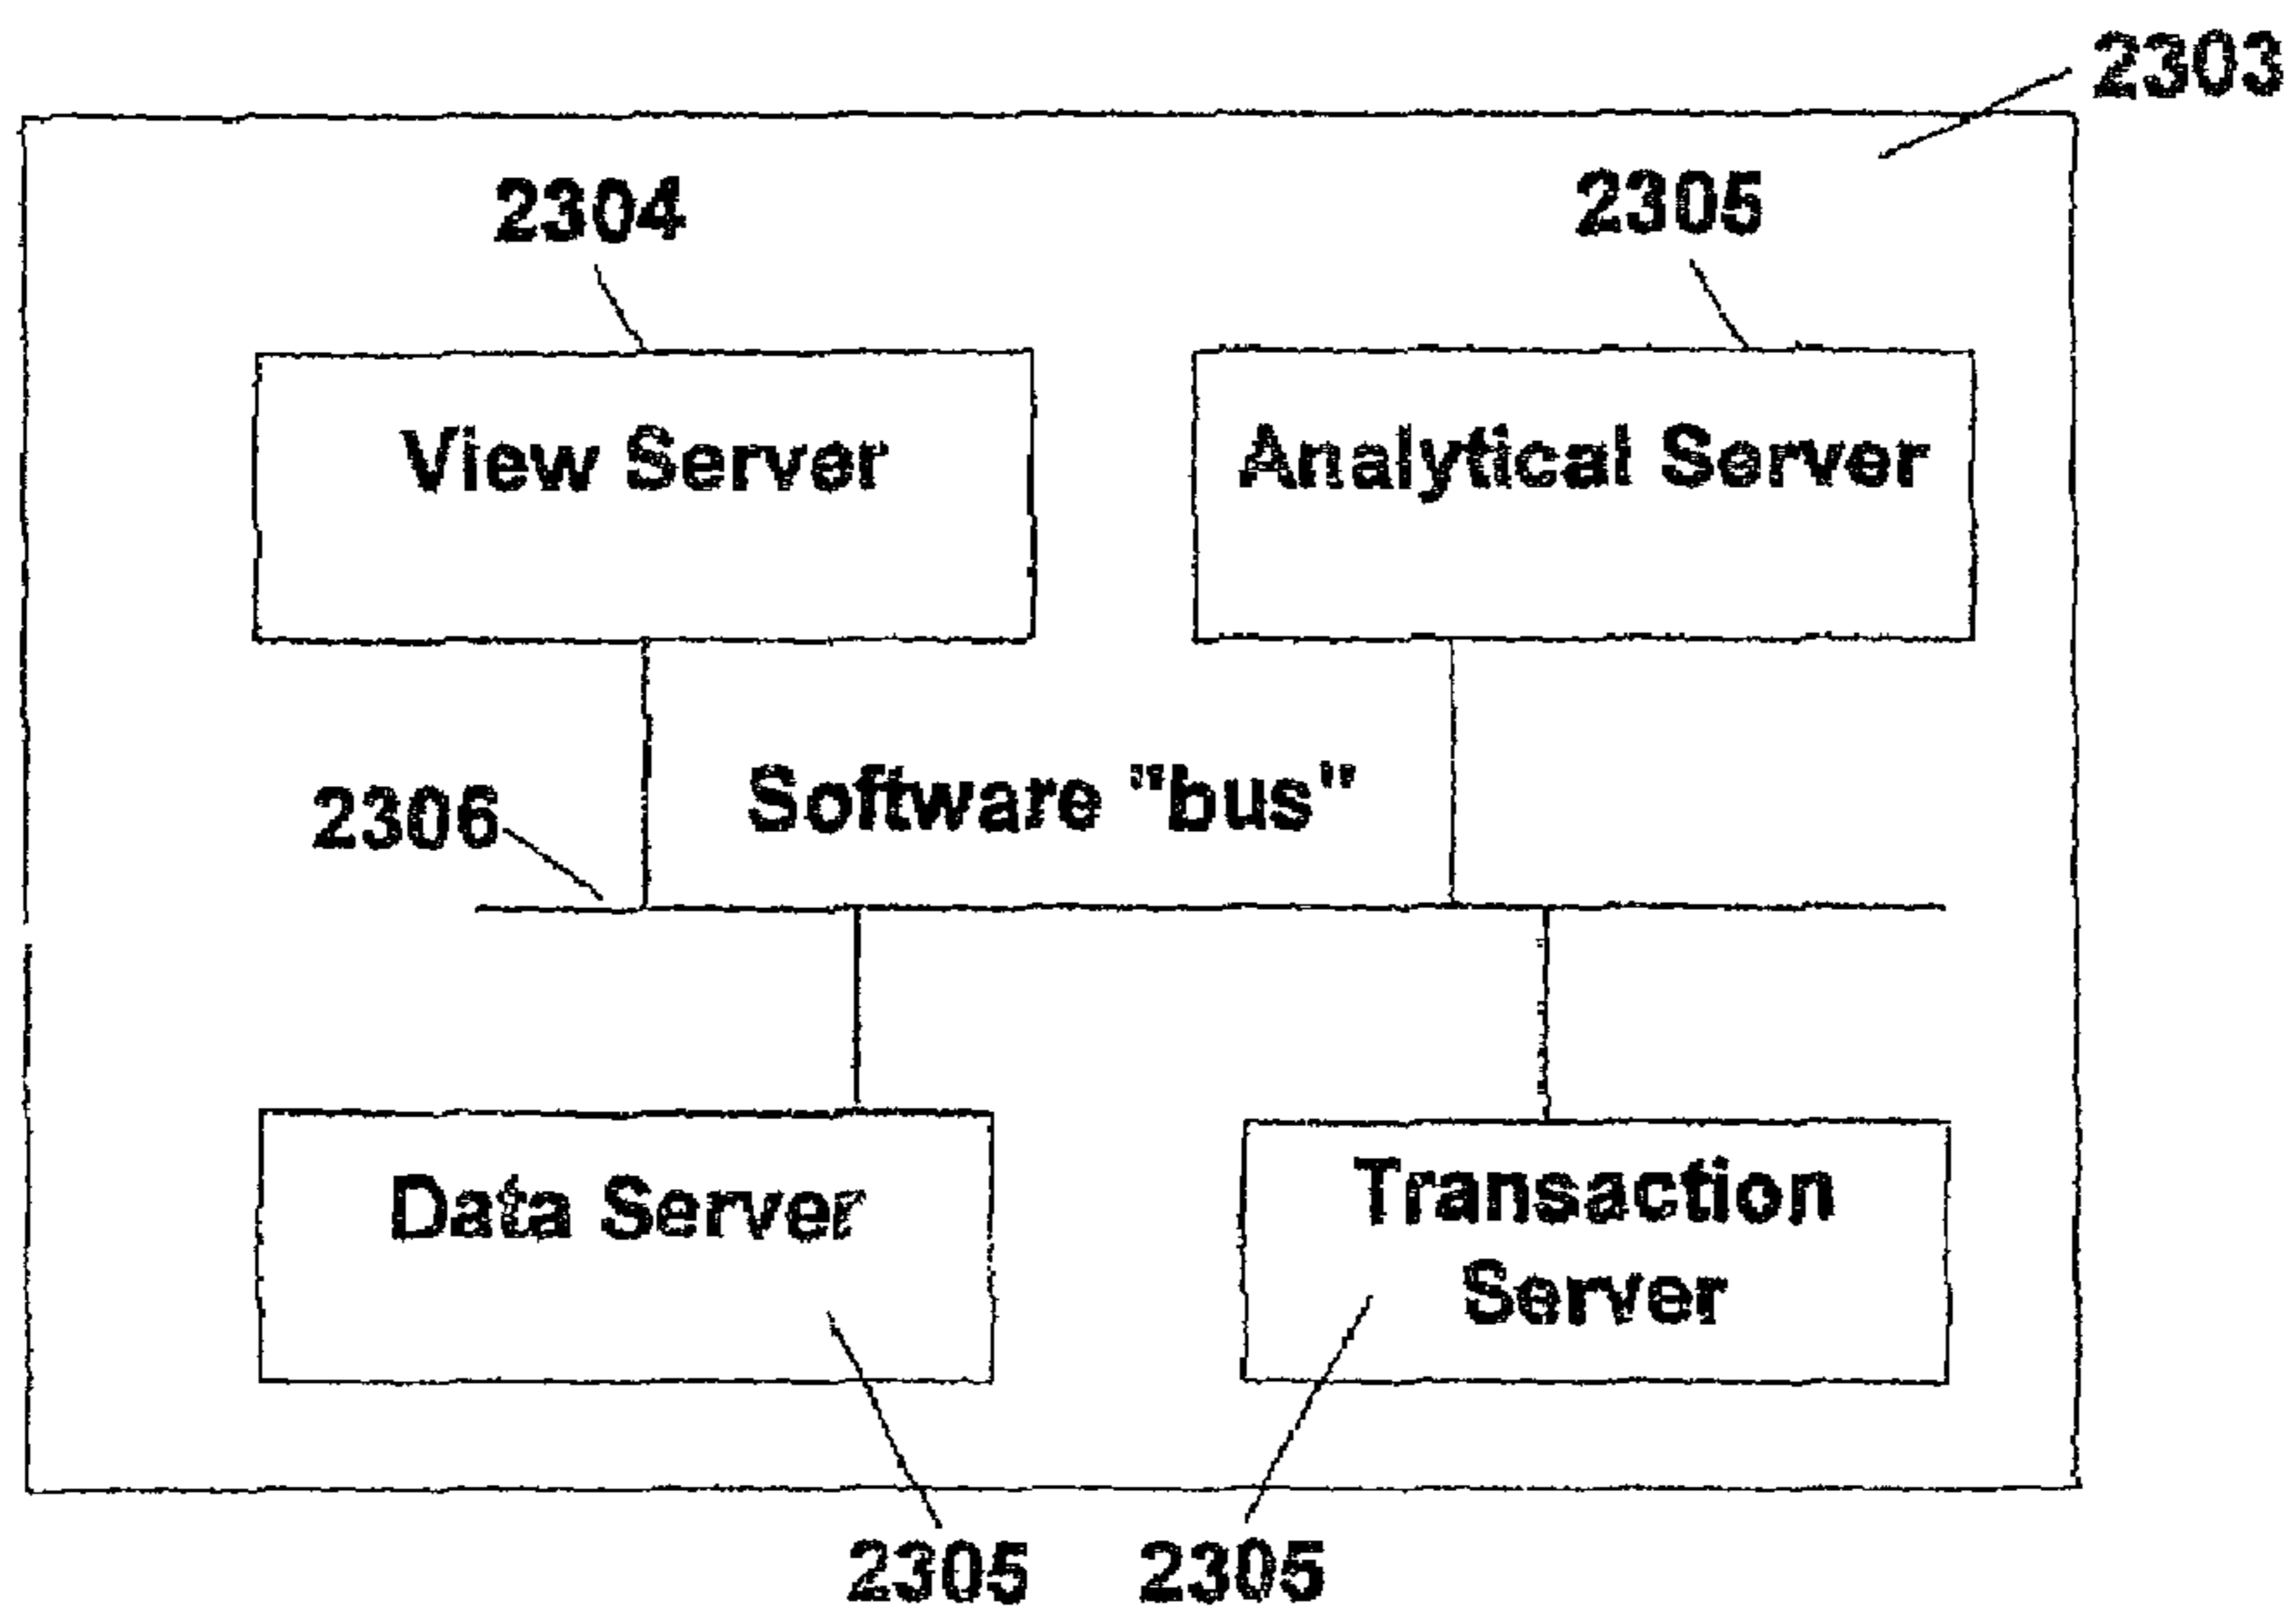 2303
2304
2305
View Server
Analytical Server
Software "bus"
2306
Data Server
Transaction
Server
2305
2305